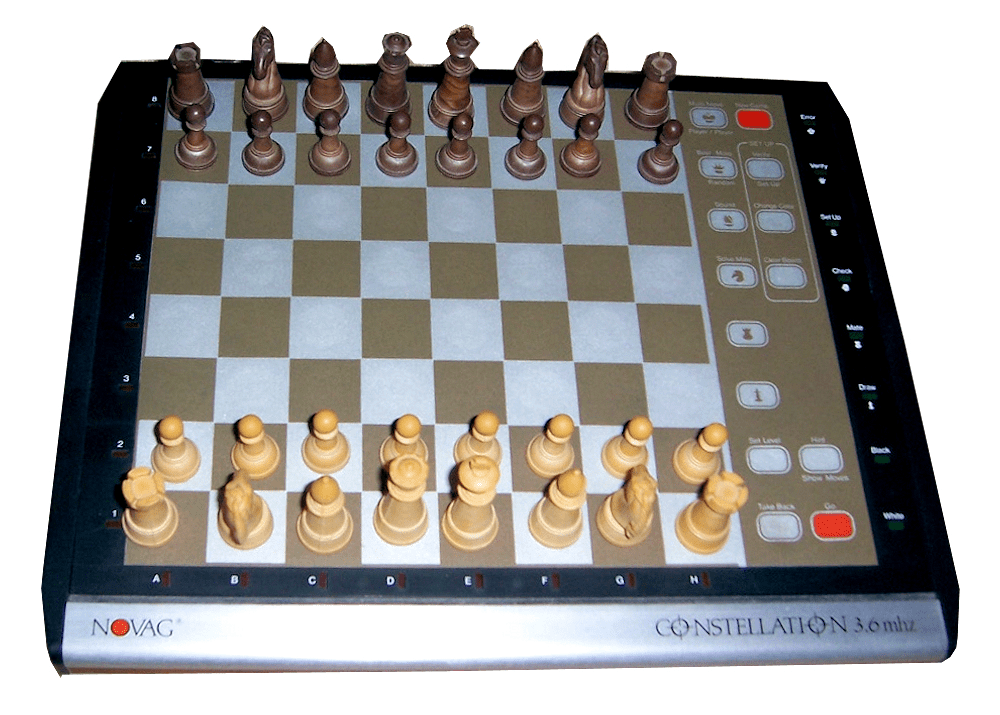 8
Multi Move
New Game
Player / Player
Error
7
Best Move
SET UP
Verify
Random
Set Up
Verify
6
Sound
Change Color
Set Up
5
Solve Mate
Clear Board
Check
4
Mate
3
Draw
2
Set Level
Hint
Show Moves
Black
1
Take Back
Go
White
A B C D E F G H
NOVAG®
CONSTELLATION 3.6 mhz